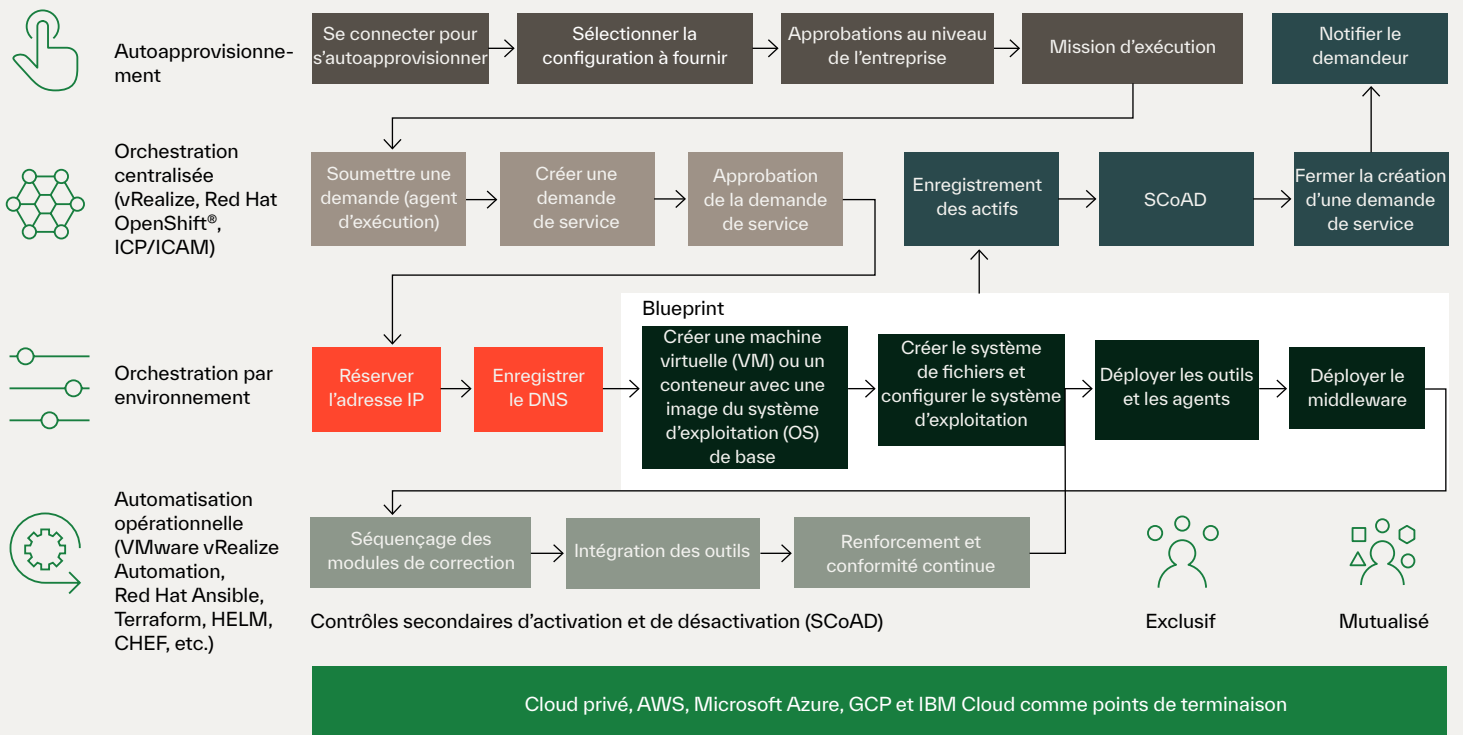 Autoapprovisionne-
ment
Se connecter pour
s'autoapprovisionner
Sélectionner la
configuration à fournir
Approbations au niveau
de l'entreprise
Mission d'exécution
Notifier le
demandeur
Orchestration
centralisée
(vRealize, Red Hat
OpenShift®,
ICP/ICAM)
Soumettre une
demande (agent
d'exécution)
Créer une
demande
de service
Approbation
de la demande
de service
Enregistrement
des actifs
SCoAD
Fermer la création
d'une demande
de service
Orchestration par
environnement
Réserver
l'adresse IP
Enregistrer
le DNS
Blueprint
Créer une machine
virtuelle (VM) ou un
conteneur avec une
image du système
d'exploitation (OS)
de base
Créer le système
de fichiers et
configurer le système
d'exploitation
Déployer les outils
et les agents
Déployer le
middleware
Automatisation
opérationnelle
(VMware vRealize
Automation,
Red Hat Ansible,
Terraform, HELM,
CHEF, etc.)
Séquençage des
modules de correction
Intégration des outils
Renforcement et
conformité continue
Contrôles secondaires d'activation et de désactivation (SCoAD)
Exclusif
Mutualisé
Cloud privé, AWS, Microsoft Azure, GCP et IBM Cloud comme points de terminaison